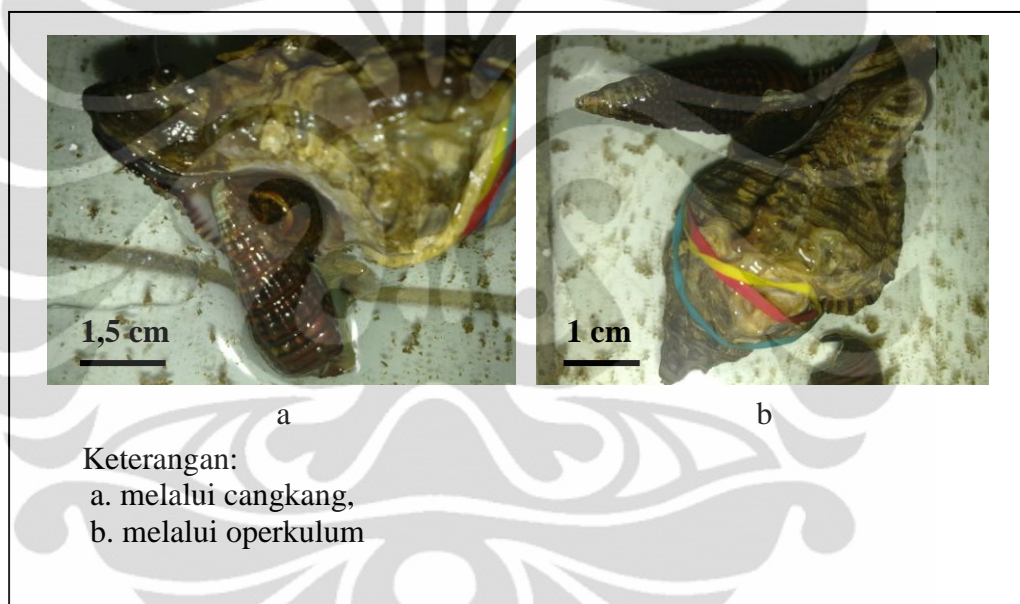 1,5 cm
1 cm
a
b
Keterangan:
a. melalui cangkang,
b. melalui operkulum